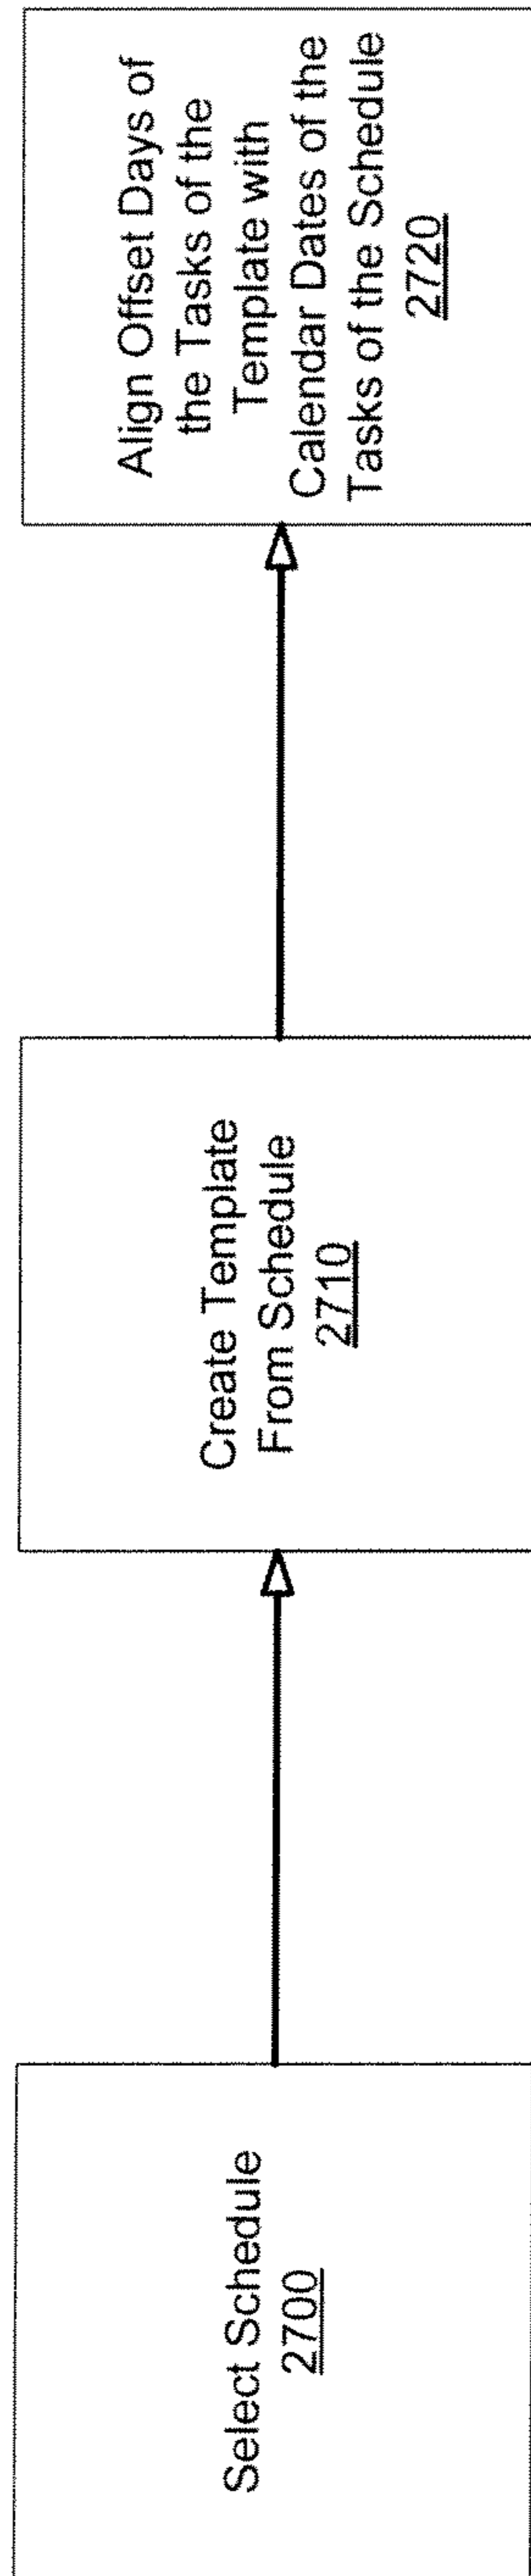 Select Schedule
2700
Create Template
From Schedule
2710
Align Offset Days of
the Tasks of the
Template with
Calendar Dates of the
Tasks of the Schedule
2720